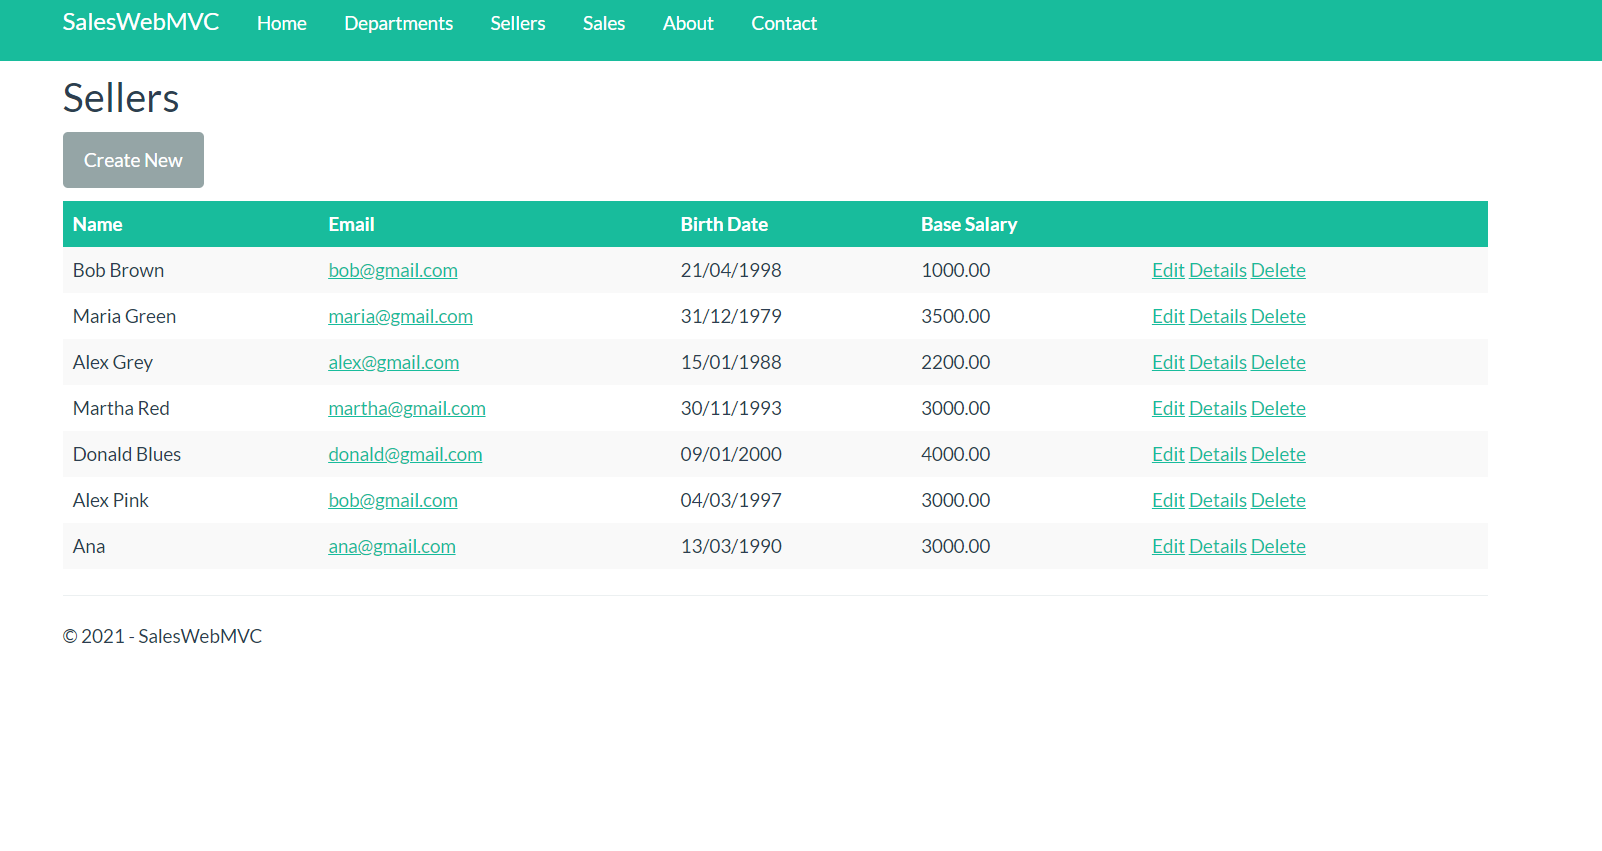 SalesWebMVC Home Departments Sellers Sales About Contact
Sellers
Create New
Name Email Birth Date Base Salary
Bob Brown bob@gmail.com 21/04/1998 1000.00 Edit Details Delete
Maria Green maria@gmail.com 31/12/1979 3500.00 Edit Details Delete
Alex Grey alex@gmail.com 15/01/1988 2200.00 Edit Details Delete
Martha Red martha@gmail.com 30/11/1993 3000.00 Edit Details Delete
Donald Blues donald@gmail.com 09/01/2000 4000.00 Edit Details Delete
Alex Pink bob@gmail.com 04/03/1997 3000.00 Edit Details Delete
Ana ana@gmail.com 13/03/1990 3000.00 Edit Details Delete
© 2021 - SalesWebMVC